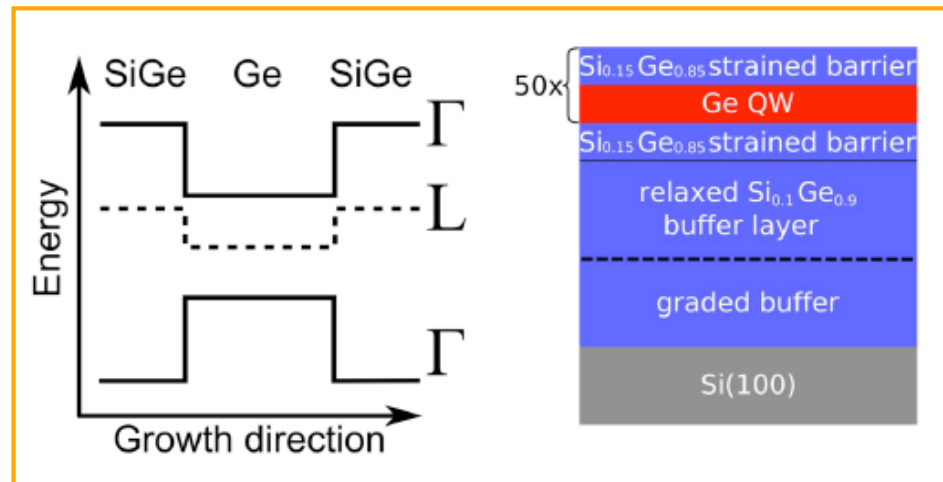 SiGe Ge SiGe
Γ
L
Γ
Energy
Growth direction
50x
Si₀.₁₅Ge₀.₈₅ strained barrier
Ge QW
Si₀.₁₅Ge₀.₈₅ strained barrier
relaxed Si₀.₁Ge₀.₉
buffer layer
graded buffer
Si(100)